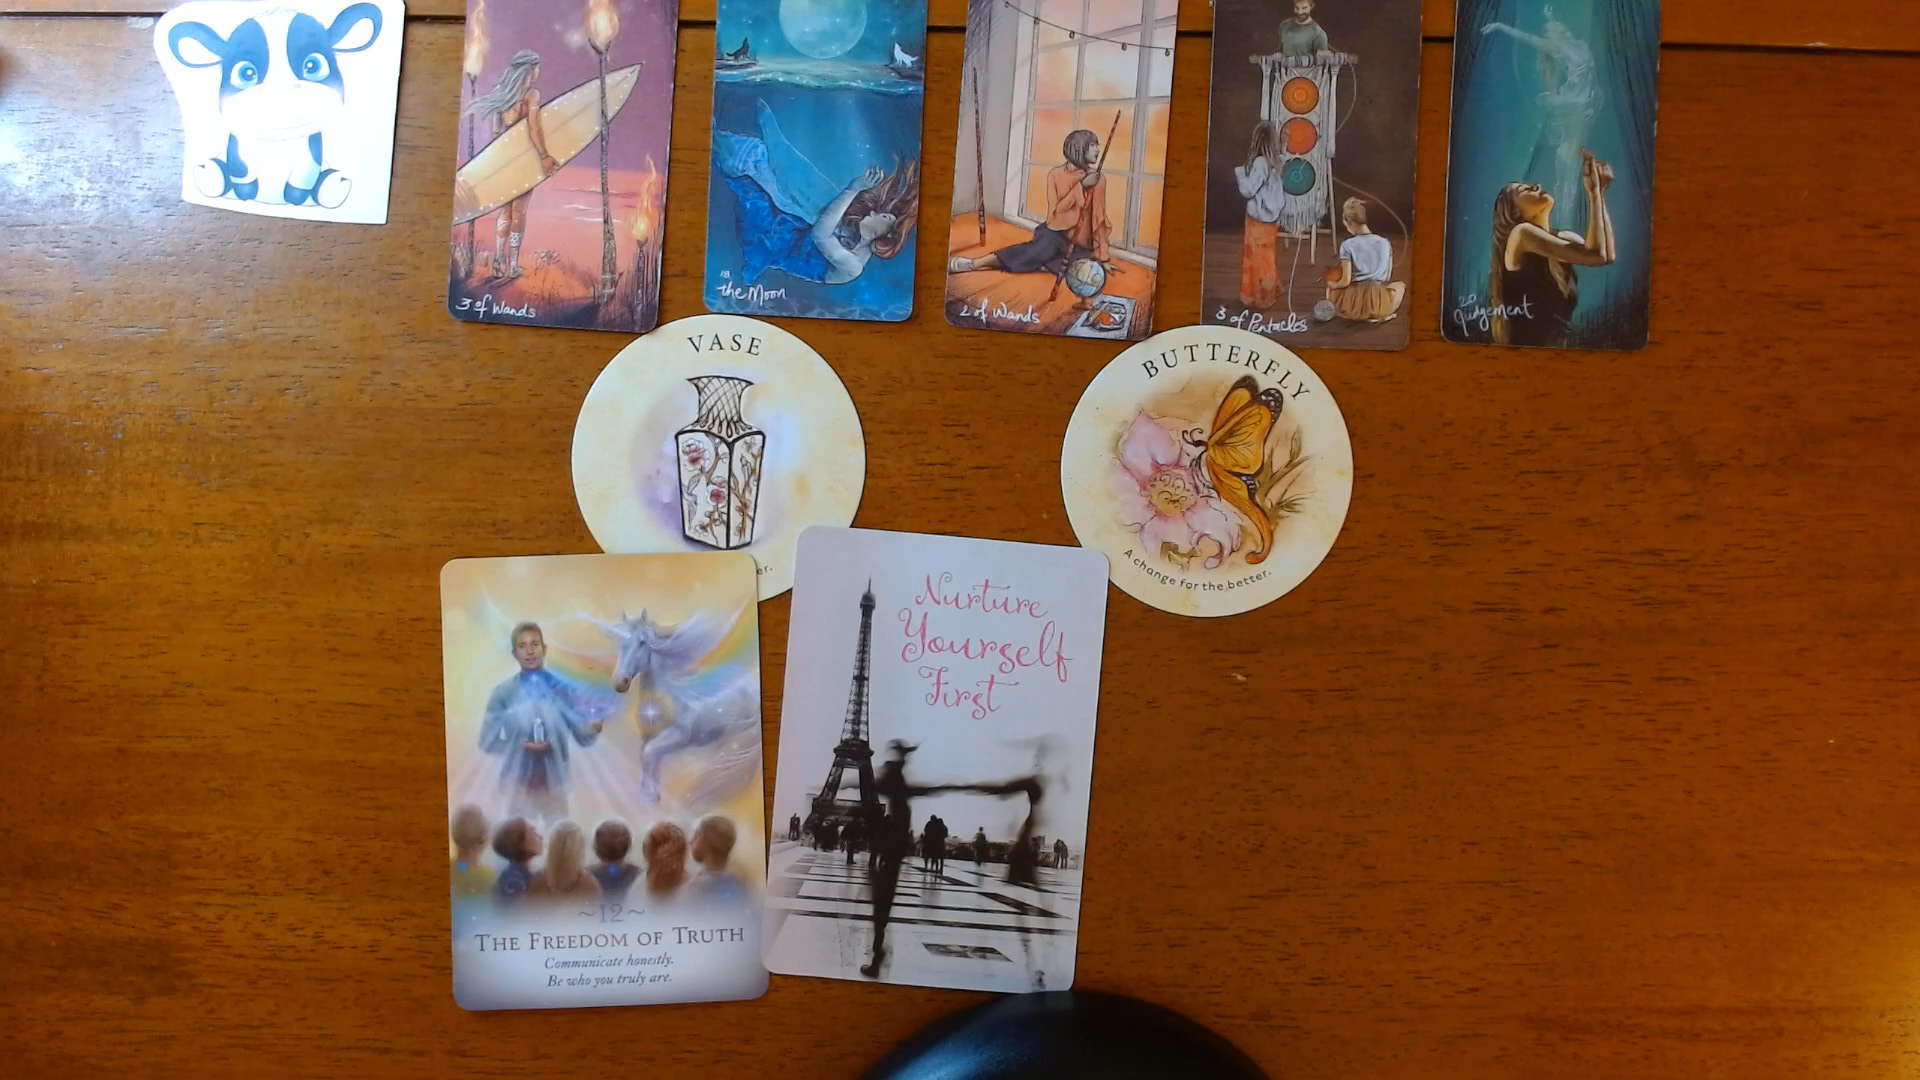 3 of Wands
18
the Moon
2 of Wands
3 of Pentacles
20
Judgement
VASE
er.
BUTTERFLY
A change for the better.
~12~
THE FREEDOM OF TRUTH
Communicate honestly.
Be who you truly are.
Nurture
Yourself
First